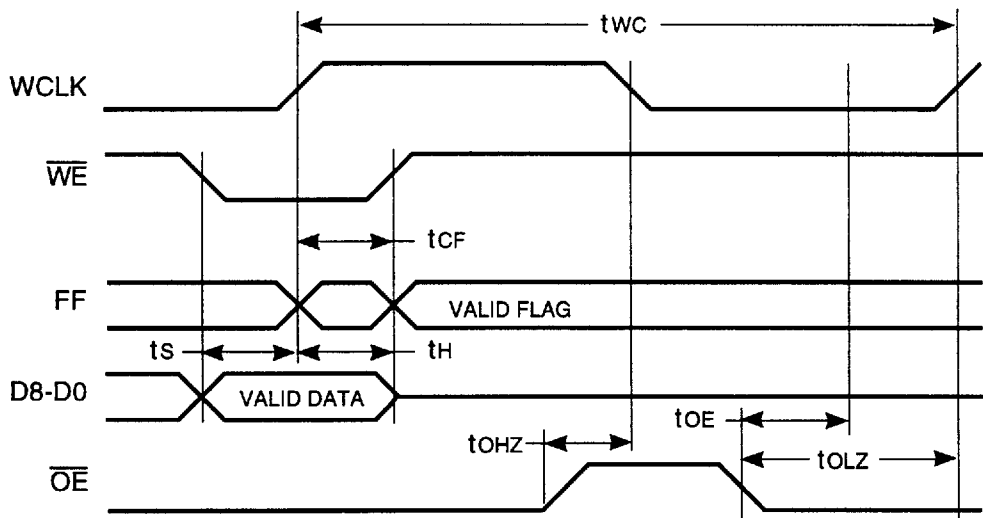 tWC
WCLK
WE
tCF
FF
VALID FLAG
tS
tH
D8-D0
VALID DATA
tOHZ
tOE
tOLZ
OE